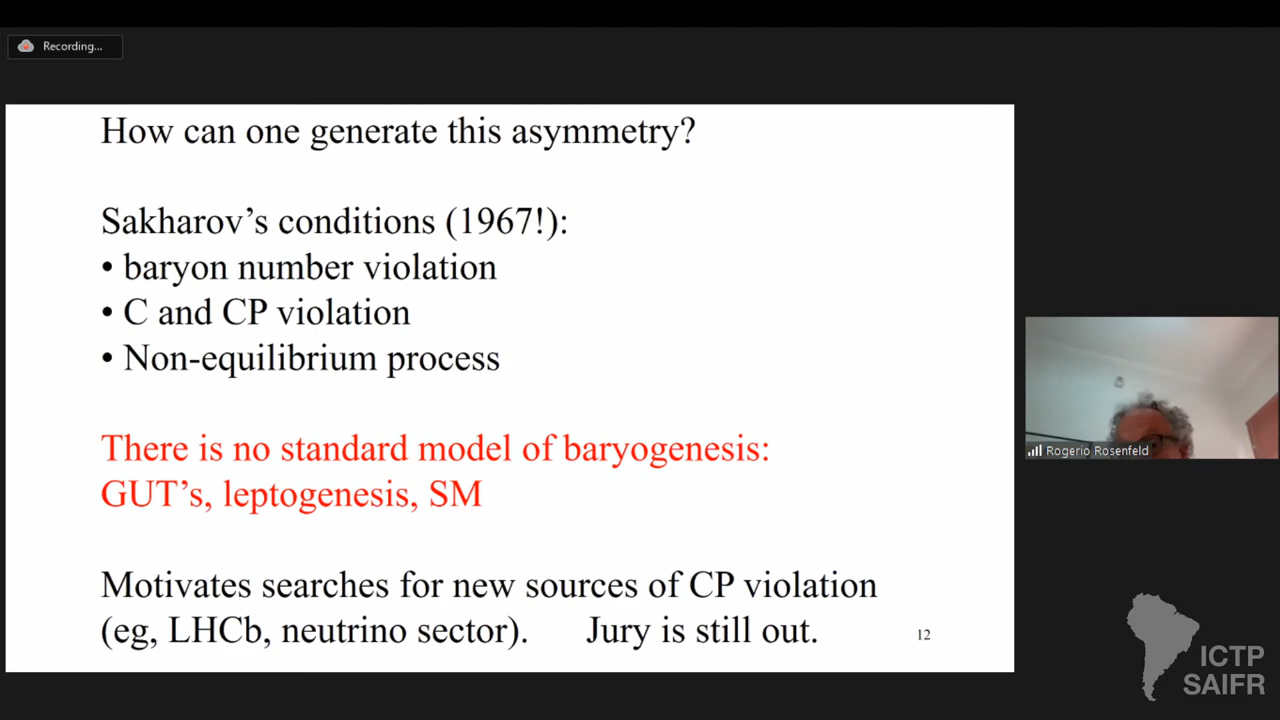 Recording...
How can one generate this asymmetry?
Sakharov’s conditions (1967!):
• baryon number violation
• C and CP violation
• Non-equilibrium process
There is no standard model of baryogenesis:
GUT’s, leptogenesis, SM
Motivates searches for new sources of CP violation
(eg, LHCb, neutrino sector). Jury is still out.
12
Rogerio Rosenfeld
ICTP
SAIFR